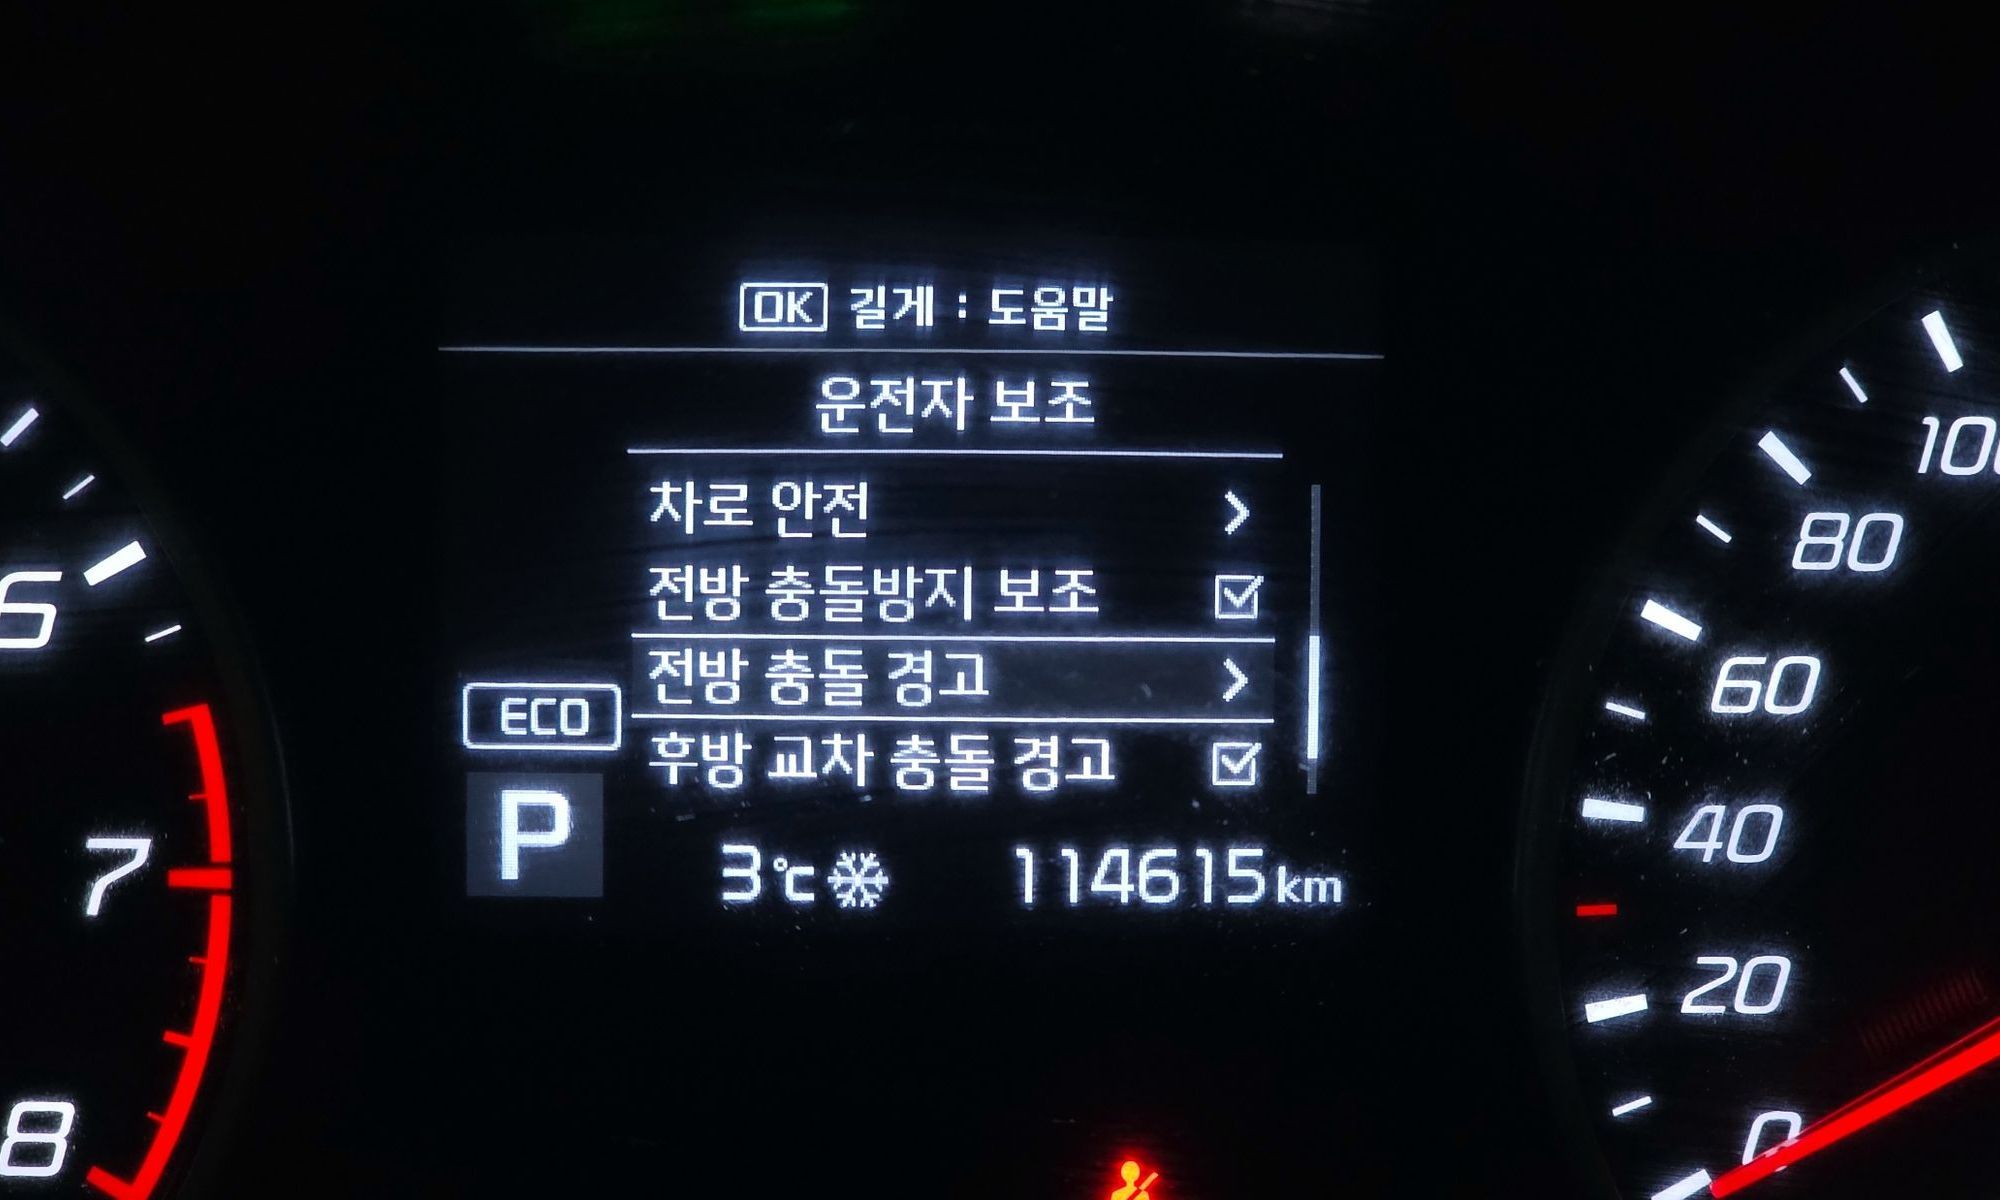 OK 길게 : 도움말
운전자 보조
차로 안전
전방 충돌방지 보조
전방 충돌 경고
후방 교차 충돌 경고
ECO
P
3℃
114615km
6
7
8
100
80
60
40
20
0